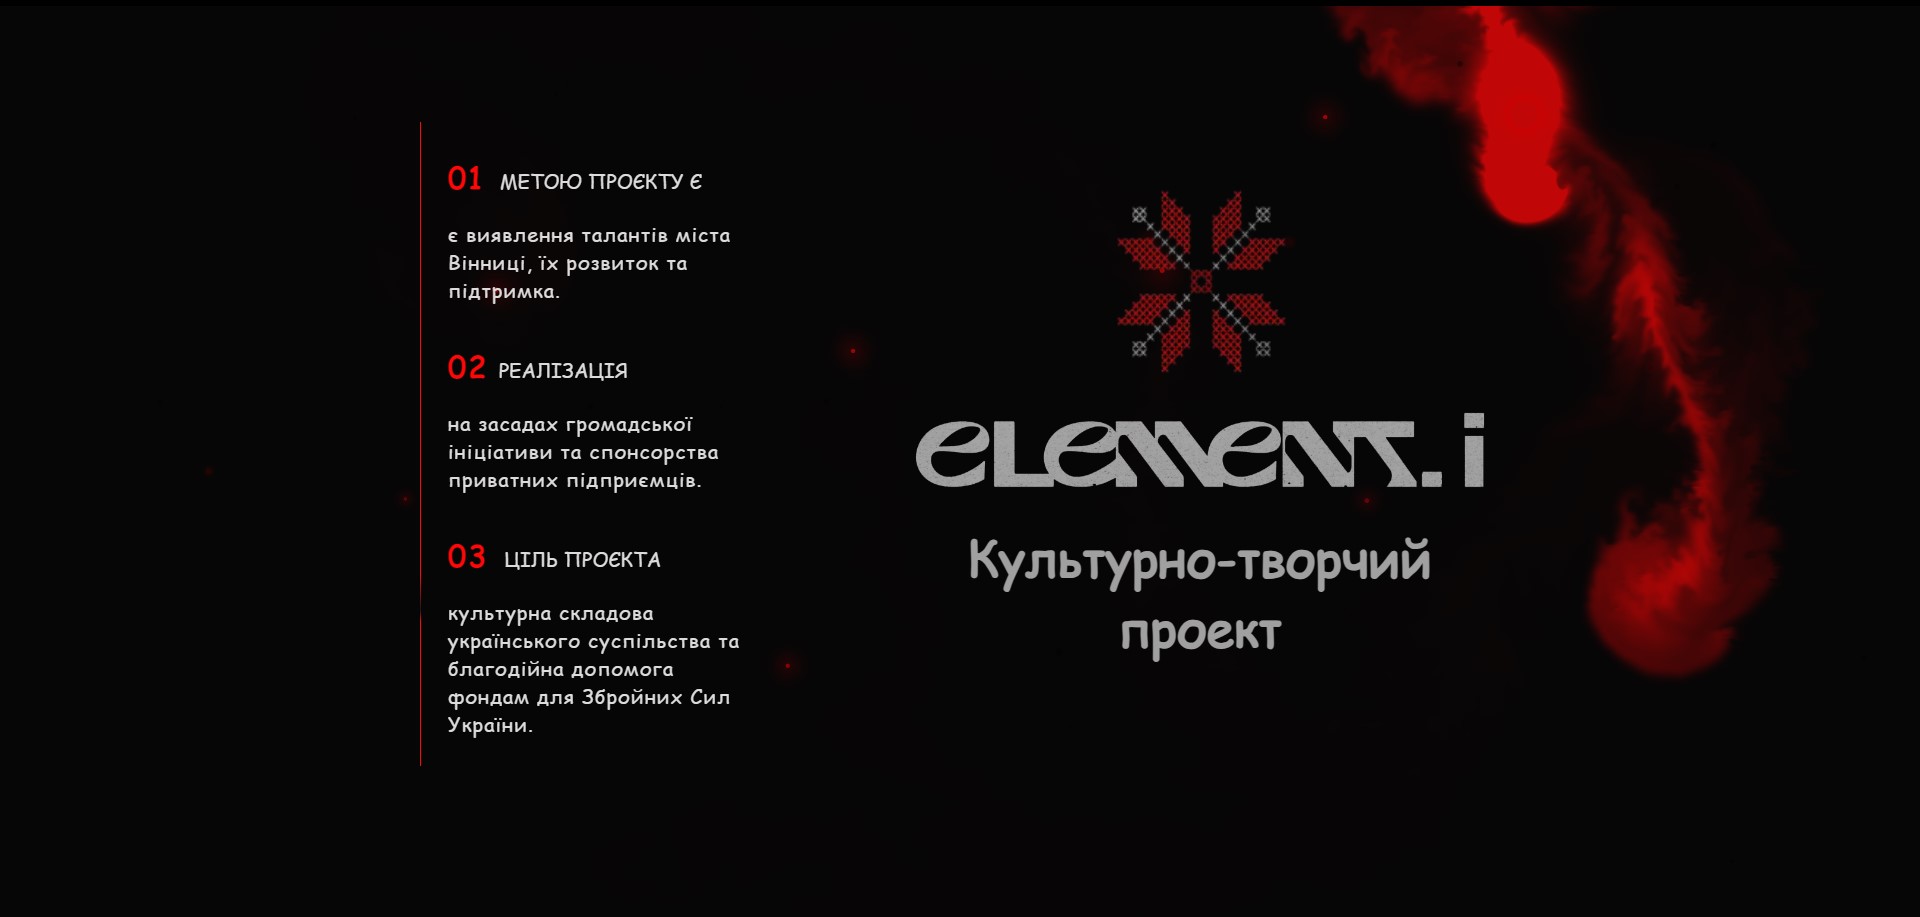 01 МЕТОЮ ПРОЄКТУ Є
є виявлення талантів міста
Вінниці, їх розвиток та
підтримка.
02 РЕАЛІЗАЦІЯ
на засадах громадської
ініціативи та спонсорства
приватних підприємців.
03 ЦІЛЬ ПРОЄКТА
культурна складова
українського суспільства та
благодійна допомога
фондам для Збройних Сил
України.
eLemenT.i
Культурно-творчий
проект